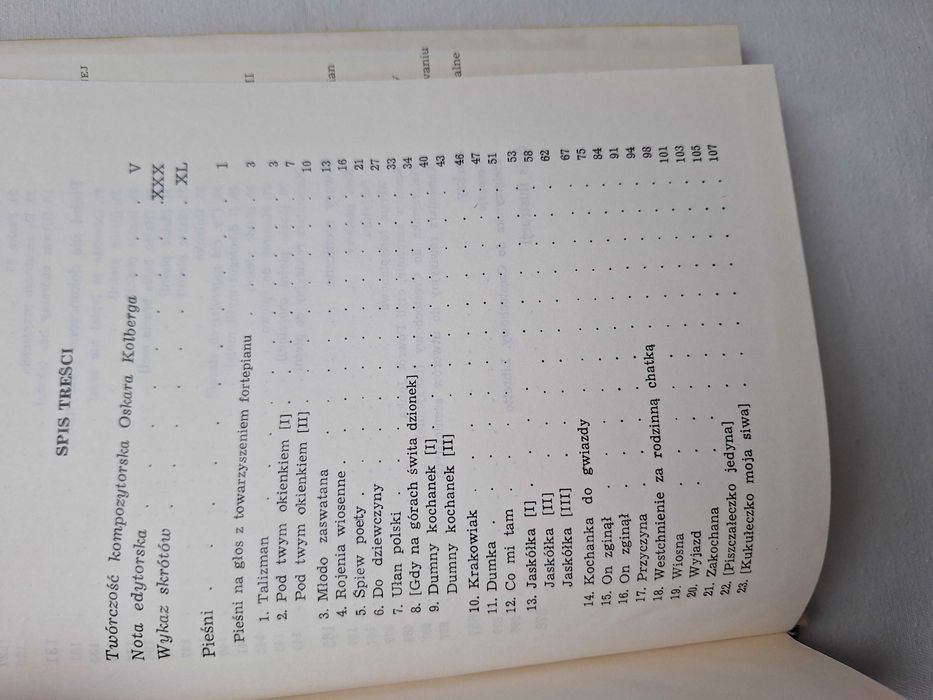 SPIS TREŚCI
Twórczość kompozytorska Oskara Kolberga V
Nota edytorska . . . . . . . XXX
Wykaz skrótów . . . . . . . XL
Pieśni . . . . . . . . 1
Pieśni na głos z towarzyszeniem fortepianu . . . . 3
1. Talizman . . . . . . . 3
2. Pod twym okienkiem [I] . . . . . . 7
Pod twym okienkiem [II] . . . . . . 10
3. Młodo zaswatana . . . . . . . 13
4. Rojenia wiosenne . . . . . . . 16
5. Śpiew poety . . . . . . . 21
6. Do dziewczyny . . . . . . . 27
7. Ułan polski . . . . . . . 33
8. [Gdy na górach świta dzionek] . . . . . 34
9. Dumny kochanek [I] . . . . . . 40
Dumny kochanek [II] . . . . . . 43
10. Krakowiak . . . . . . . 46
11. Dumka . . . . . . . . 47
12. Co mi tam . . . . . . . 51
13. Jaskółka [I] . . . . . . . 53
Jaskółka [II] . . . . . . . 58
Jaskółka [III] . . . . . . . 62
14. Kochanka do gwiazdy . . . . . . 67
15. On zginął . . . . . . . 75
16. On zginął . . . . . . . 84
17. Przyczyna . . . . . . . 91
18. Westchnienie za rodzinną chatką . . . . 94
19. Wiosna . . . . . . . 98
20. Wyjazd . . . . . . . 101
21. Zakochana . . . . . . . 103
22. [Piszczałeczko jedyna] . . . . . . 105
23. [Kukułeczko moja siwa] . . . . . . 107
EJ
II
ian
waniu
alne